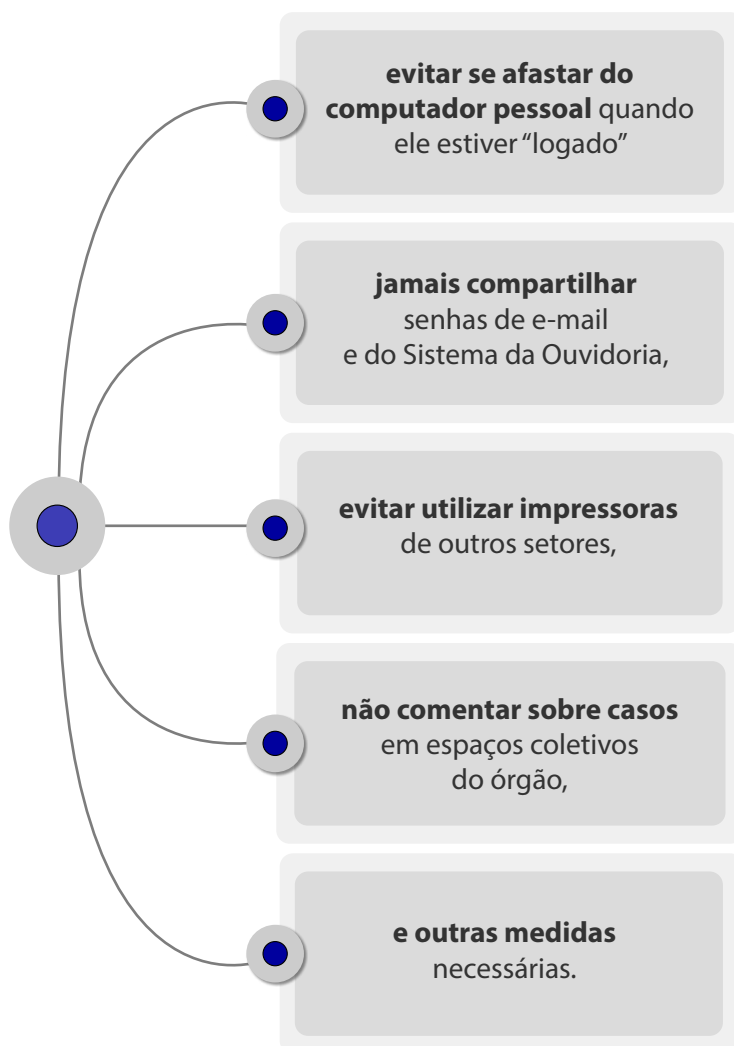 evitar se afastar do
computador pessoal quando
ele estiver “logado”
jamais compartilhar
senhas de e-mail
e do Sistema da Ouvidoria,
evitar utilizar impressoras
de outros setores,
não comentar sobre casos
em espaços coletivos
do órgão,
e outras medidas
necessárias.